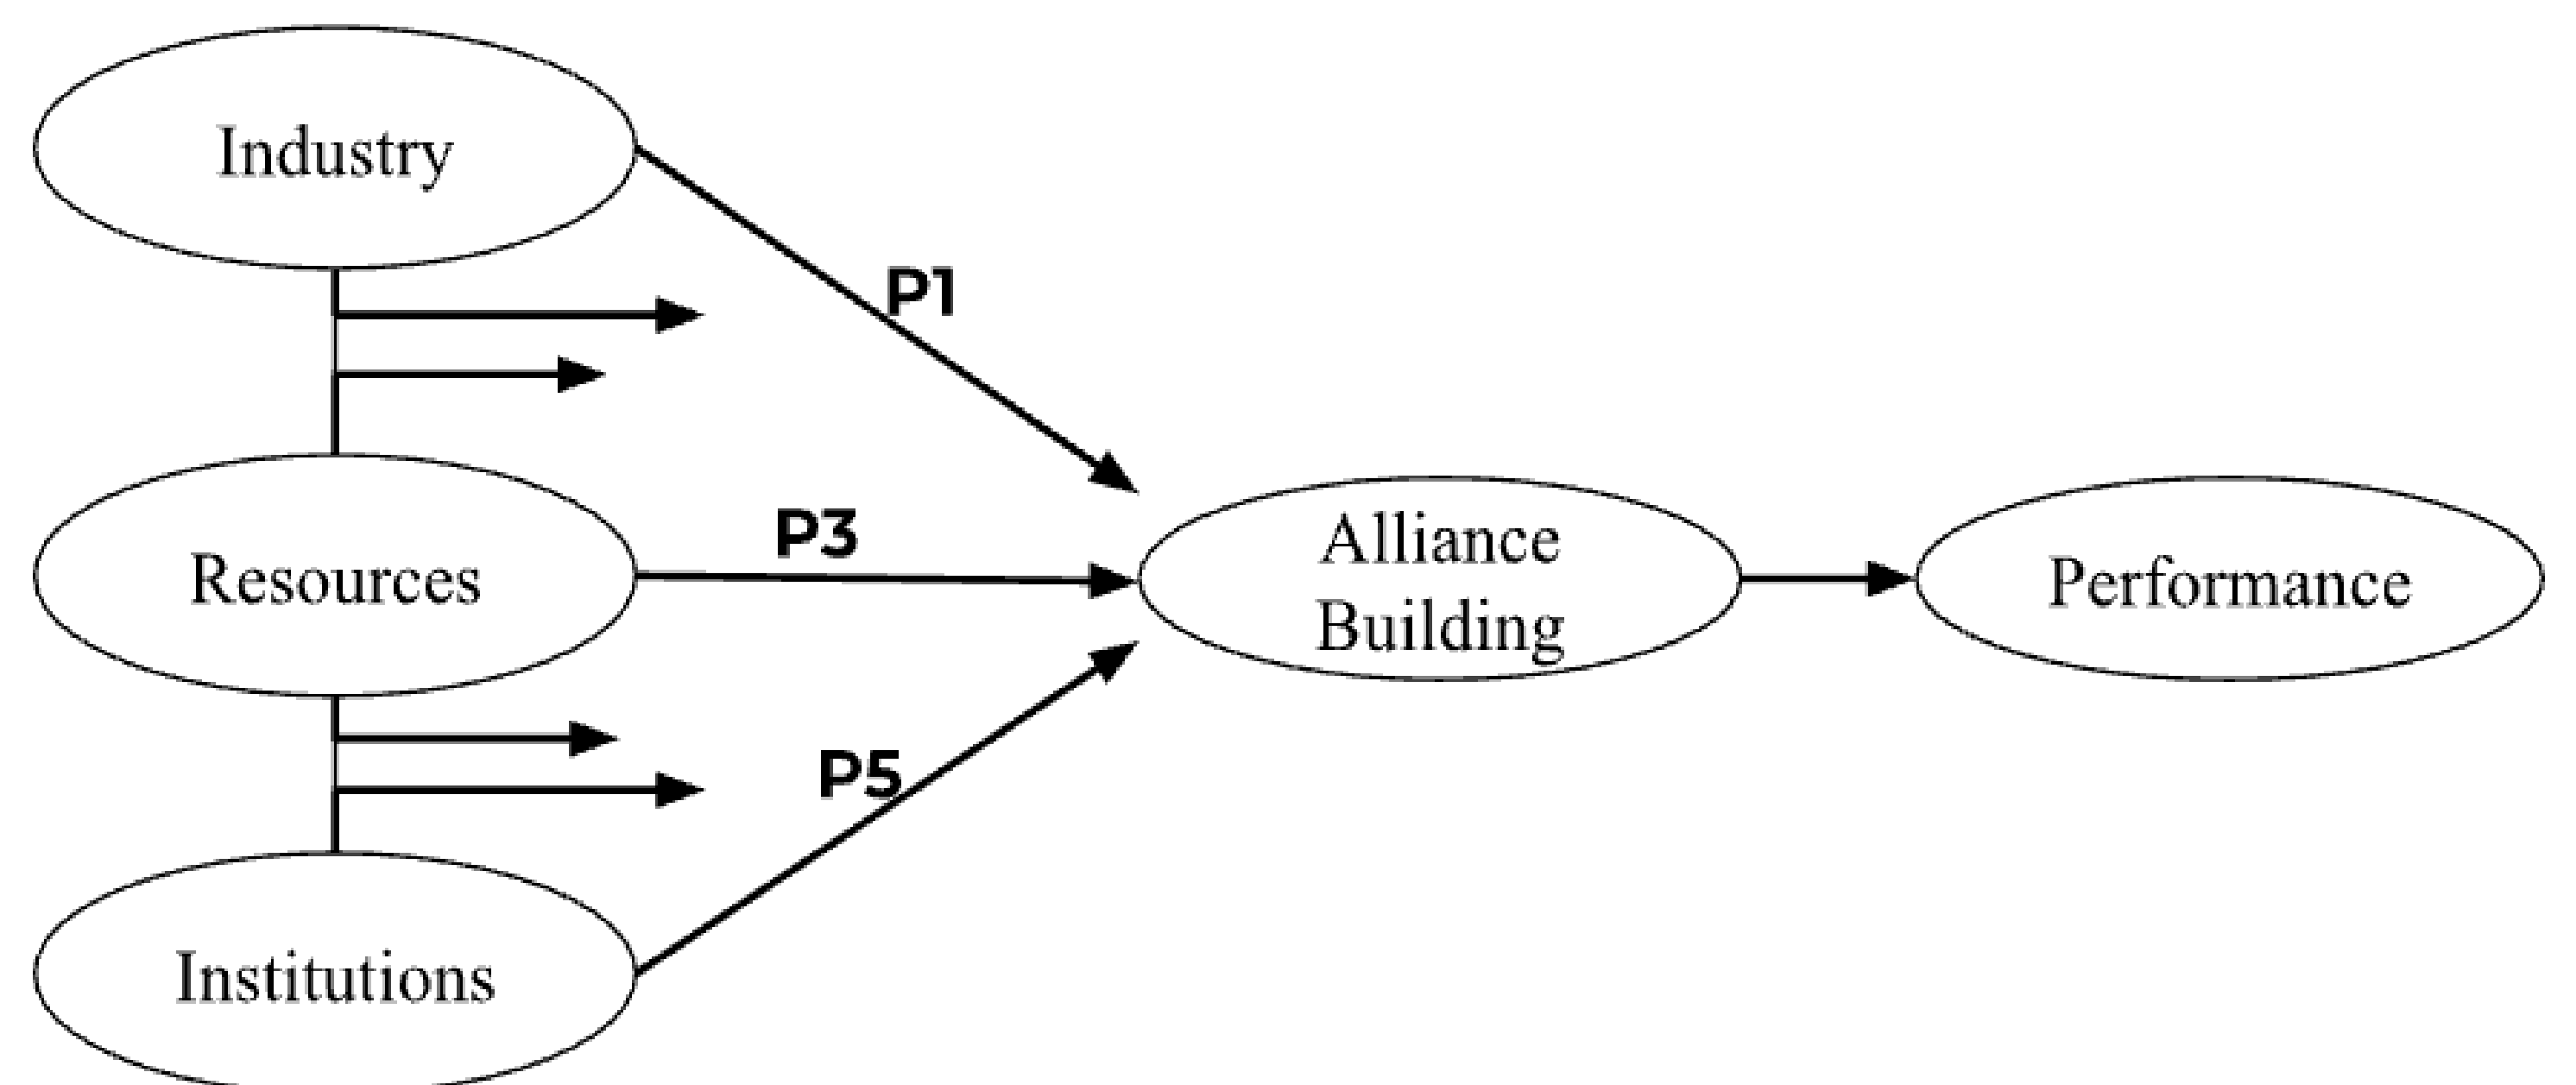 Industry
P1
P3
Resources
Alliance
Building
Performance
P5
Institutions